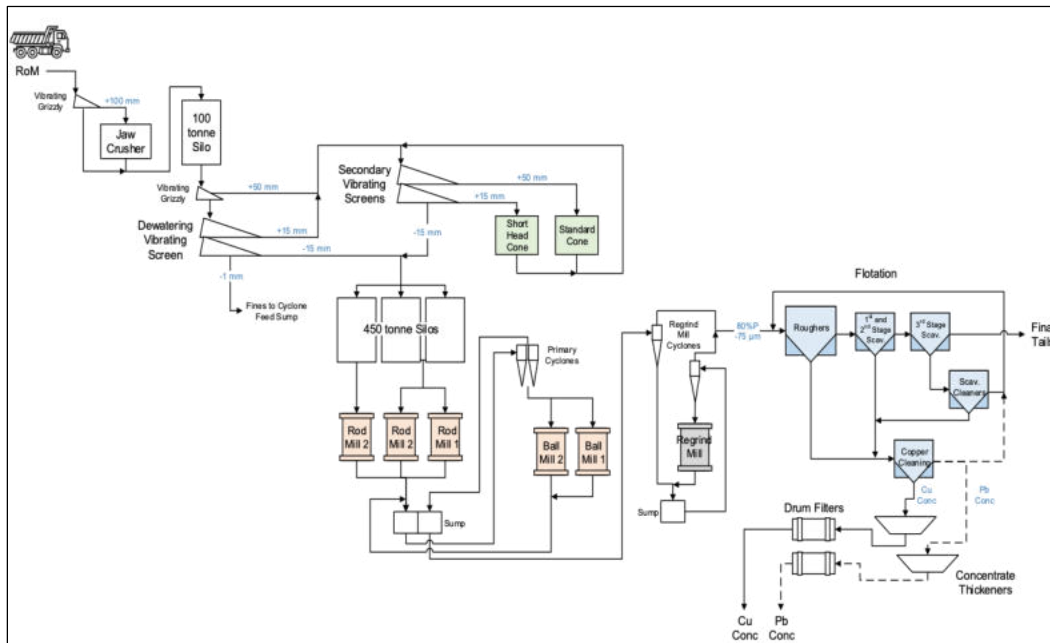 RoM
Vibrating
Grizzly
+100 mm
Jaw
Crusher
100
tonne
Silo
Vibrating
Grizzly
+50 mm
Dewatering
Vibrating
Screen
+15 mm
-15 mm
-1 mm
Fines to Cyclone
Feed Sump
Secondary
Vibrating
Screens
+50 mm
+15 mm
-15 mm
Short
Head
Cone
Standard
Cone
450 tonne Silos
Primary
Cyclones
Rod
Mill 2
Rod
Mill 2
Rod
Mill 1
Ball
Mill 2
Ball
Mill 1
Sump
Regrind
Mill
Cyclones
Regrind
Mill
Sump
80%P
-75 µm
Flotation
Roughers
1st and
2nd Stage
Scav.
3rd Stage
Scav.
Final
Tails
Scav.
Cleaners
Copper
Cleaning
Cu
Conc
Pb
Conc
Drum Filters
Concentrate
Thickeners
Cu
Conc
Pb
Conc